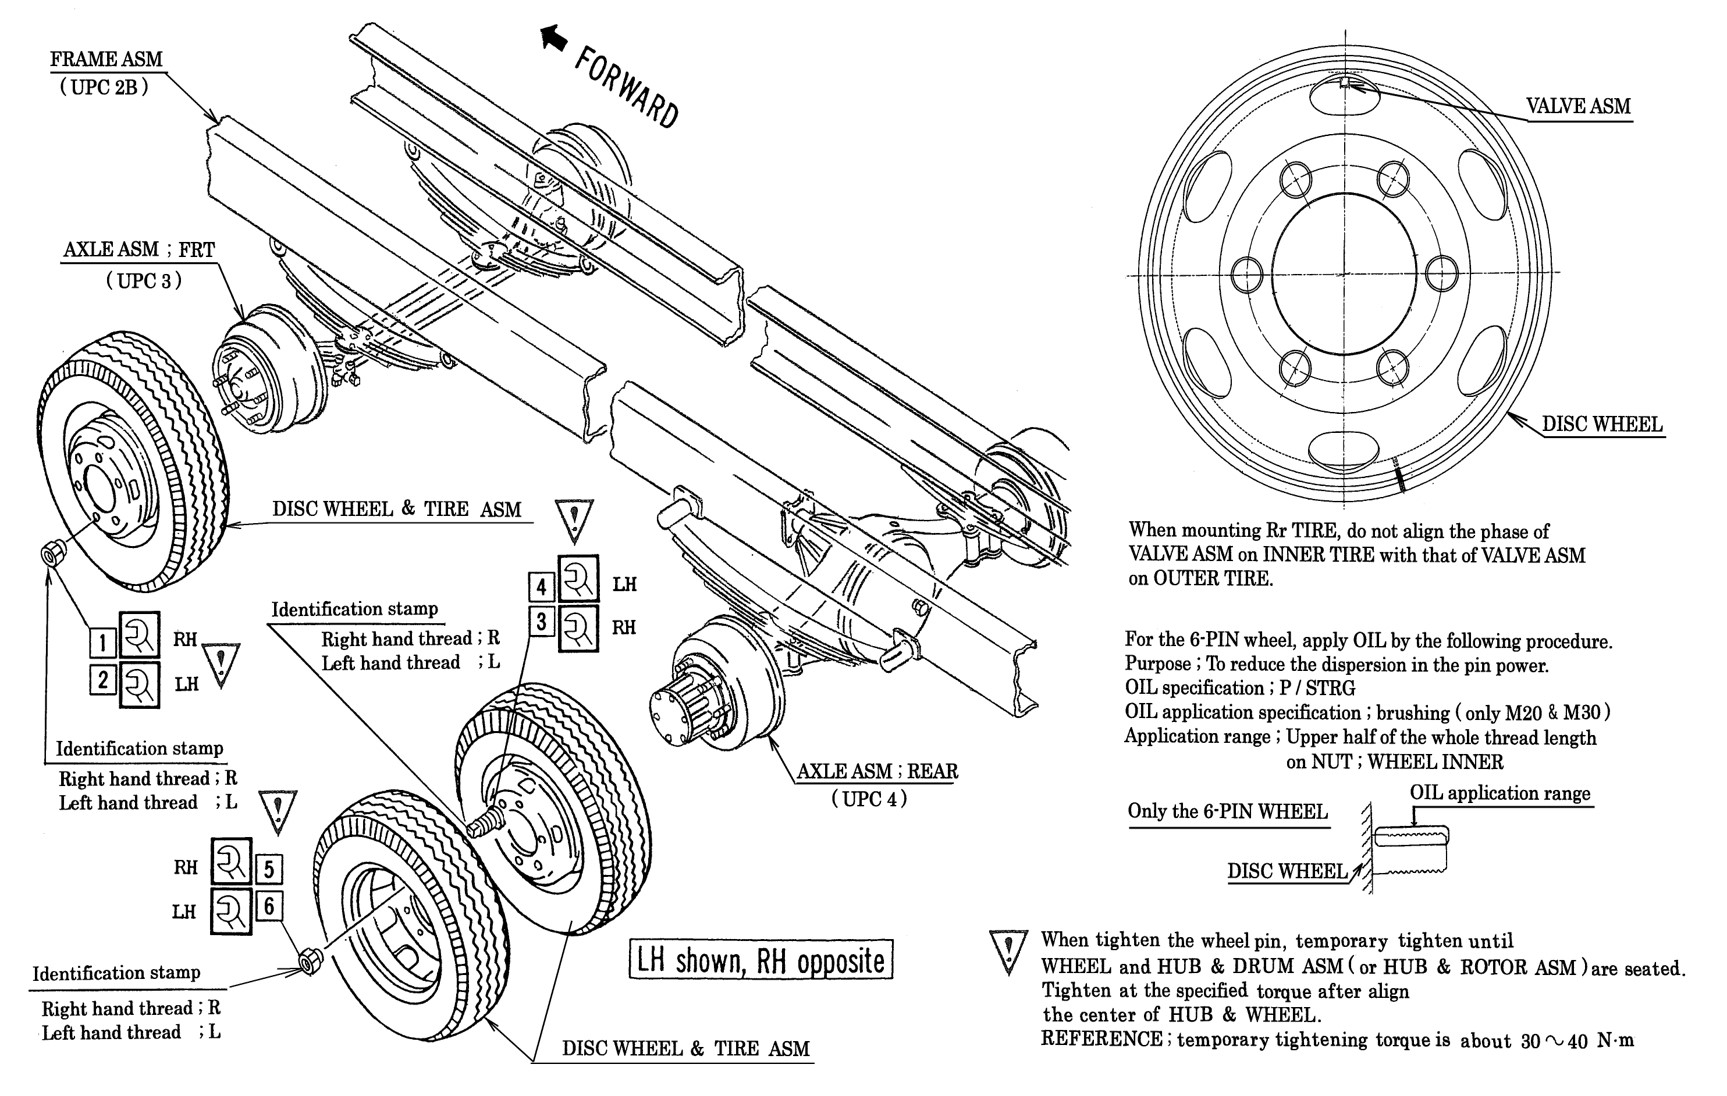 FORWARD
FRAME ASM
(UPC 2B)
AXLE ASM ; FRT
(UPC 3)
DISC WHEEL & TIRE ASM
1 RH
2 LH
Identification stamp
Right hand thread ; R
Left hand thread ; L
4 LH
3 RH
Identification stamp
Right hand thread ; R
Left hand thread ; L
AXLE ASM ; REAR
(UPC 4)
RH 5
LH 6
Identification stamp
Right hand thread ; R
Left hand thread ; L
LH shown, RH opposite
DISC WHEEL & TIRE ASM
VALVE ASM
DISC WHEEL
When mounting Rr TIRE, do not align the phase of
VALVE ASM on INNER TIRE with that of VALVE ASM
on OUTER TIRE.
For the 6-PIN wheel, apply OIL by the following procedure.
Purpose ; To reduce the dispersion in the pin power.
OIL specification ; P / STRG
OIL application specification ; brushing ( only M20 & M30 )
Application range ; Upper half of the whole thread length
on NUT ; WHEEL INNER
OIL application range
Only the 6-PIN WHEEL
DISC WHEEL
! When tighten the wheel pin, temporary tighten until
WHEEL and HUB & DRUM ASM ( or HUB & ROTOR ASM ) are seated.
Tighten at the specified torque after align
the center of HUB & WHEEL.
REFERENCE ; temporary tightening torque is about 30～40 N·m